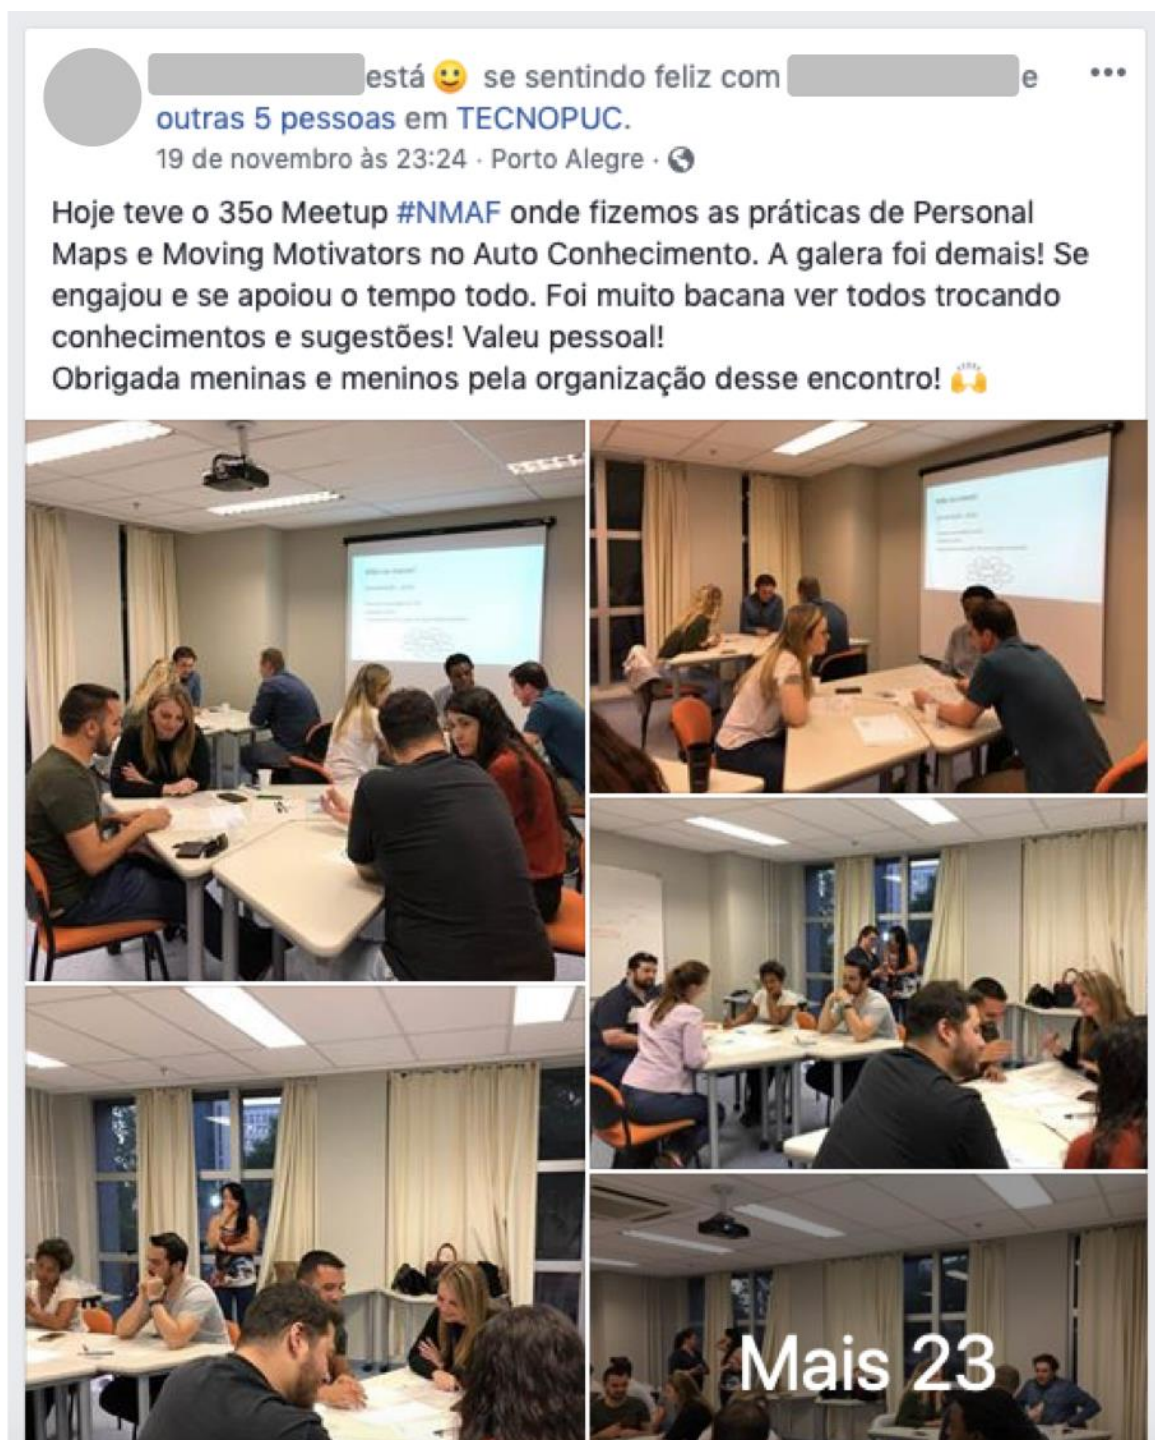 está 🙂 se sentindo feliz com e
outras 5 pessoas em TECNOPUC.
19 de novembro às 23:24 · Porto Alegre ·
Hoje teve o 35o Meetup #NMAF onde fizemos as práticas de Personal
Maps e Moving Motivators no Auto Conhecimento. A galera foi demais! Se
engajou e se apoiou o tempo todo. Foi muito bacana ver todos trocando
conhecimentos e sugestões! Valeu pessoal!
Obrigada meninas e meninos pela organização desse encontro! 🙌
Mais 23